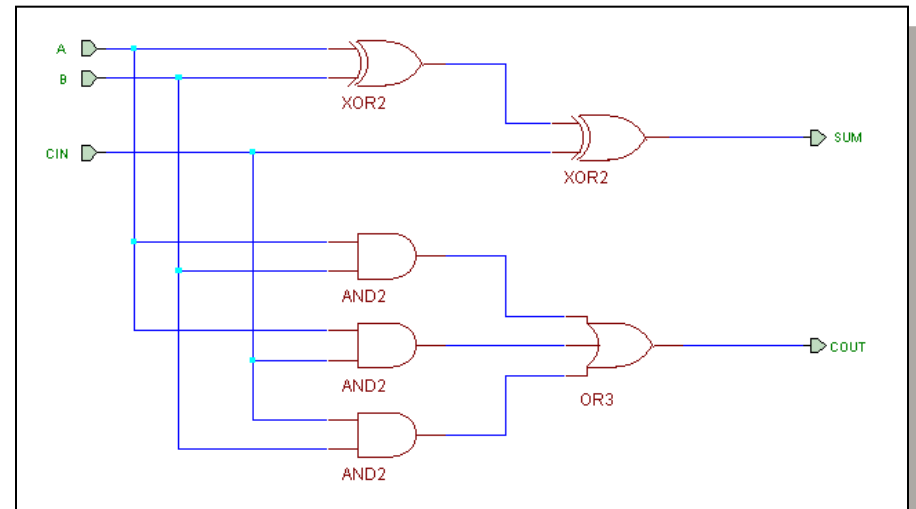 A
B
XOR2
SUM
CIN
XOR2
AND2
COUT
AND2
OR3
AND2